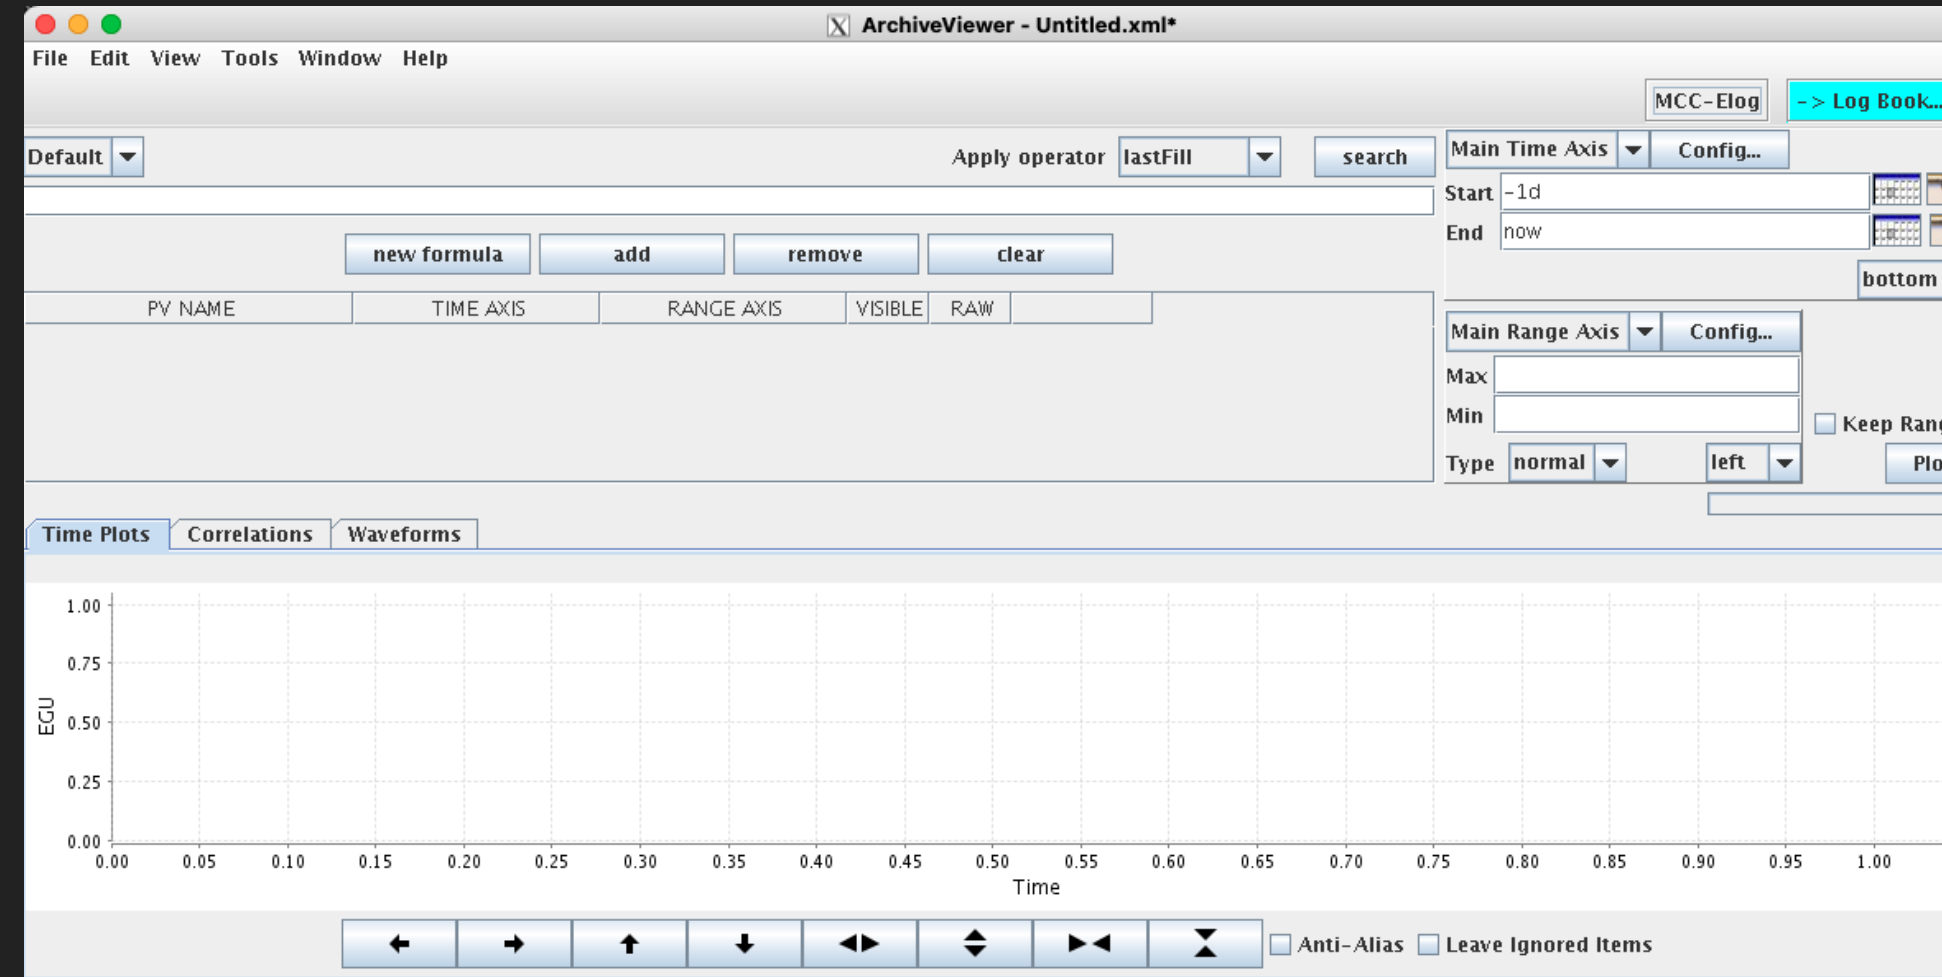 ArchiveViewer - Untitled.xml*
File Edit View Tools Window Help
MCC-Elog -> Log Book...
Default Apply operator lastFill search
Main Time Axis Config...
Start -1d
End now
new formula add remove clear
bottom
PV NAME TIME AXIS RANGE AXIS VISIBLE RAW
Main Range Axis Config...
Max
Min
Keep Rang
Type normal left Plo
Time Plots Correlations Waveforms
1.00
0.75
0.50
0.25
0.00
EGU
0.00 0.05 0.10 0.15 0.20 0.25 0.30 0.35 0.40 0.45 0.50 0.55 0.60 0.65 0.70 0.75 0.80 0.85 0.90 0.95 1.00
Time
Anti-Alias Leave Ignored Items